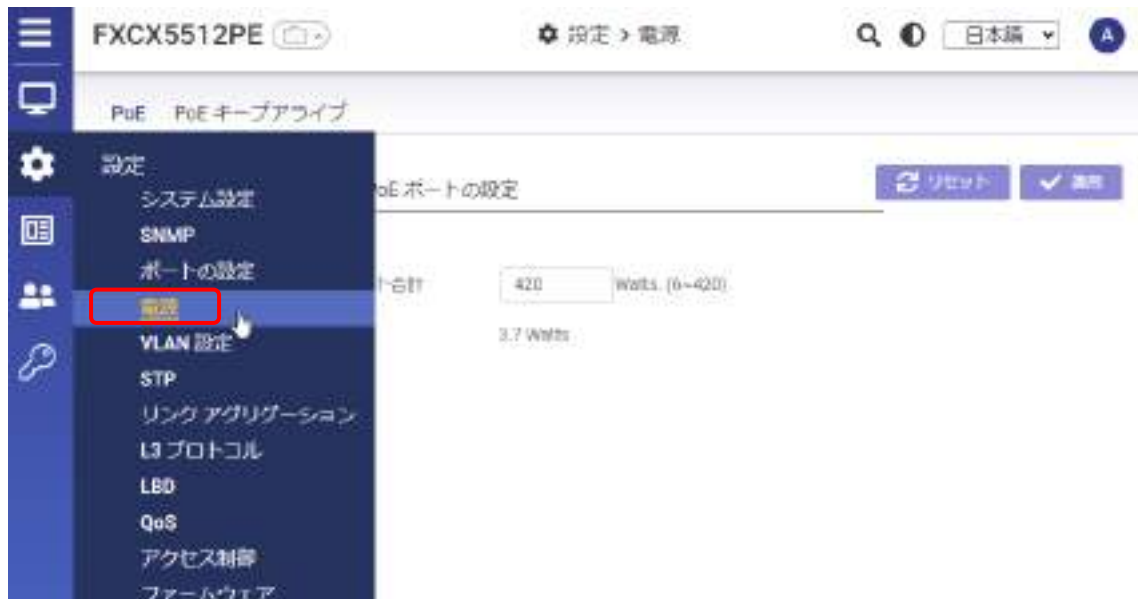 FXCX5512PE
設定 > 電源
日本語
A
PoE PoE キープアライブ
設定
システム設定
SNMP
ポートの設定
電源
VLAN 設定
STP
リンク アグリゲーション
L3 プロトコル
LBD
QoS
アクセス制御
ファームウェア
oE ポートの設定
リセット
適用
ト合計 420 Watts. (6~420)
3.7 Watts